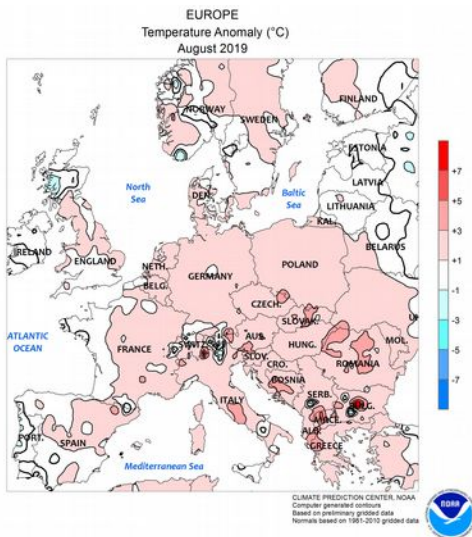 EUROPE
Temperature Anomaly (°C)
August 2019
NORWAY
FINLAND
SWEDEN
ESTONIA
North
Sea
Baltic
Sea
LATVIA
DEN.
LITHUANIA
KAL.
IRELAND
BELARUS
ENGLAND
NETH.
GERMANY
POLAND
BELG.
CZECH.
SLOVAK.
ATLANTIC
OCEAN
FRANCE
SWITZ.
AUS.
HUNG.
MOL.
SLOV.
ROMANIA
CRO.
BOSNIA
SERB.
ITALY
BULG.
PORT.
SPAIN
ALB.
GREECE
Mediterranean Sea
+7
+5
+3
+1
-1
-3
-5
-7
CLIMATE PREDICTION CENTER, NOAA
Computer generated contours
Based on preliminary gridded data
Normals based on 1981-2010 gridded data
NOAA